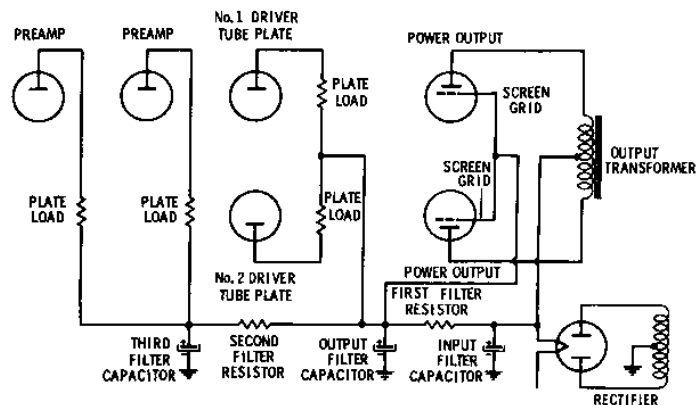 PREAMP
PREAMP
No. 1 DRIVER
TUBE PLATE
POWER OUTPUT
PLATE
LOAD
SCREEN
GRID
OUTPUT
TRANSFORMER
SCREEN
GRID
PLATE
LOAD
PLATE
LOAD
PLATE
LOAD
No. 2 DRIVER
TUBE PLATE
POWER OUTPUT
FIRST FILTER
RESISTOR
THIRD
FILTER
CAPACITOR
SECOND
FILTER
RESISTOR
OUTPUT
FILTER
CAPACITOR
INPUT
FILTER
CAPACITOR
RECTIFIER